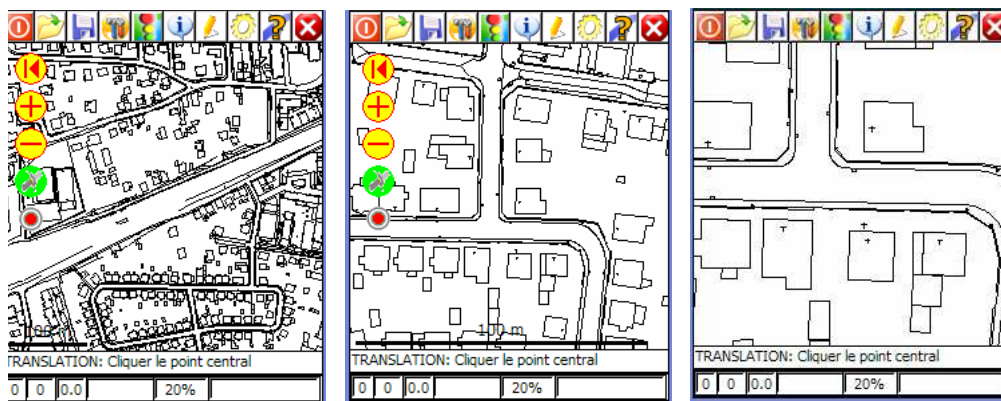 100 m
TRANSLATION: Cliquer le point central
0 0 0.0 20%
100 m
TRANSLATION: Cliquer le point central
0 0 0.0 20%
TRANSLATION: Cliquer le point central
0 0 0.0 20%